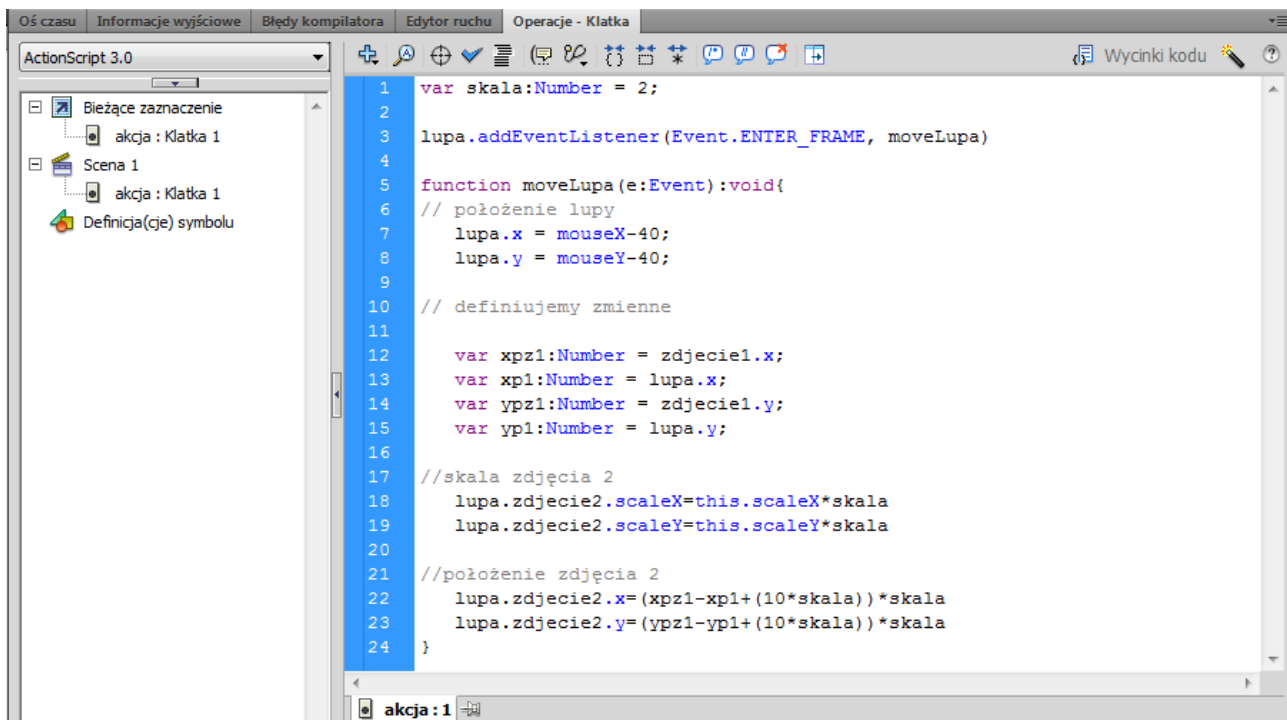 Oś czasu Informacje wyjściowe Błędy kompilatora Edytor ruchu Operacje - Klatka
ActionScript 3.0
Wycinki kodu
Bieżące zaznaczenie
akcja : Klatka 1
Scena 1
akcja : Klatka 1
Definicja(cje) symbolu
1 var skala:Number = 2;
2
3 lupa.addEventListener(Event.ENTER_FRAME, moveLupa)
4
5 function moveLupa(e:Event):void{
6 // położenie lupy
7 lupa.x = mouseX-40;
8 lupa.y = mouseY-40;
9
10 // definiujemy zmienne
11
12 var xpz1:Number = zdjecie1.x;
13 var xp1:Number = lupa.x;
14 var ypz1:Number = zdjecie1.y;
15 var yp1:Number = lupa.y;
16
17 //skala zdjęcia 2
18 lupa.zdjecie2.scaleX=this.scaleX*skala
19 lupa.zdjecie2.scaleY=this.scaleY*skala
20
21 //położenie zdjęcia 2
22 lupa.zdjecie2.x=(xpz1-xp1+(10*skala))*skala
23 lupa.zdjecie2.y=(ypz1-yp1+(10*skala))*skala
24 }
akcja : 1